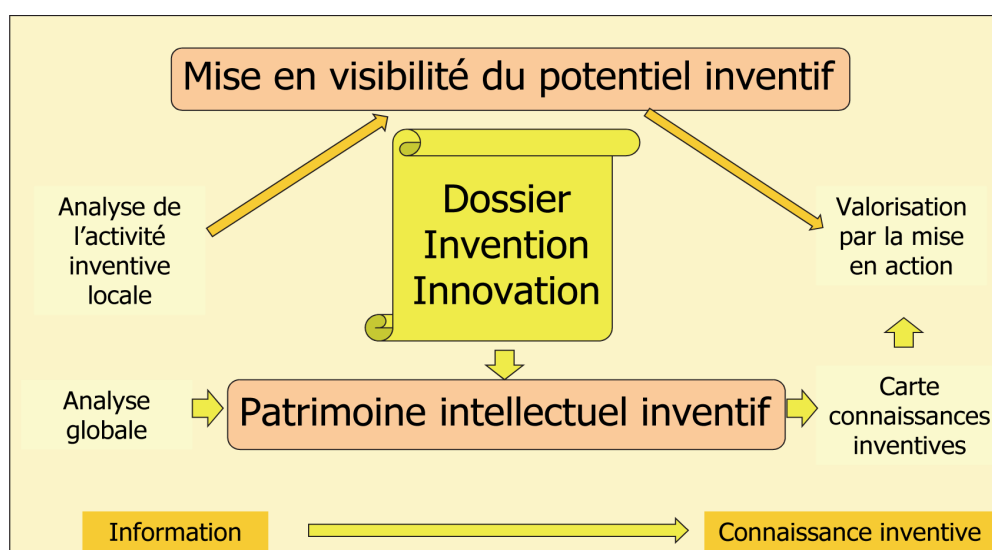 Mise en visibilité du potentiel inventif
Analyse de
l’activité
inventive
locale
Dossier
Invention
Innovation
Valorisation
par la mise
en action
Analyse
globale
Patrimoine intellectuel inventif
Carte
connaissances
inventives
Information
Connaissance inventive